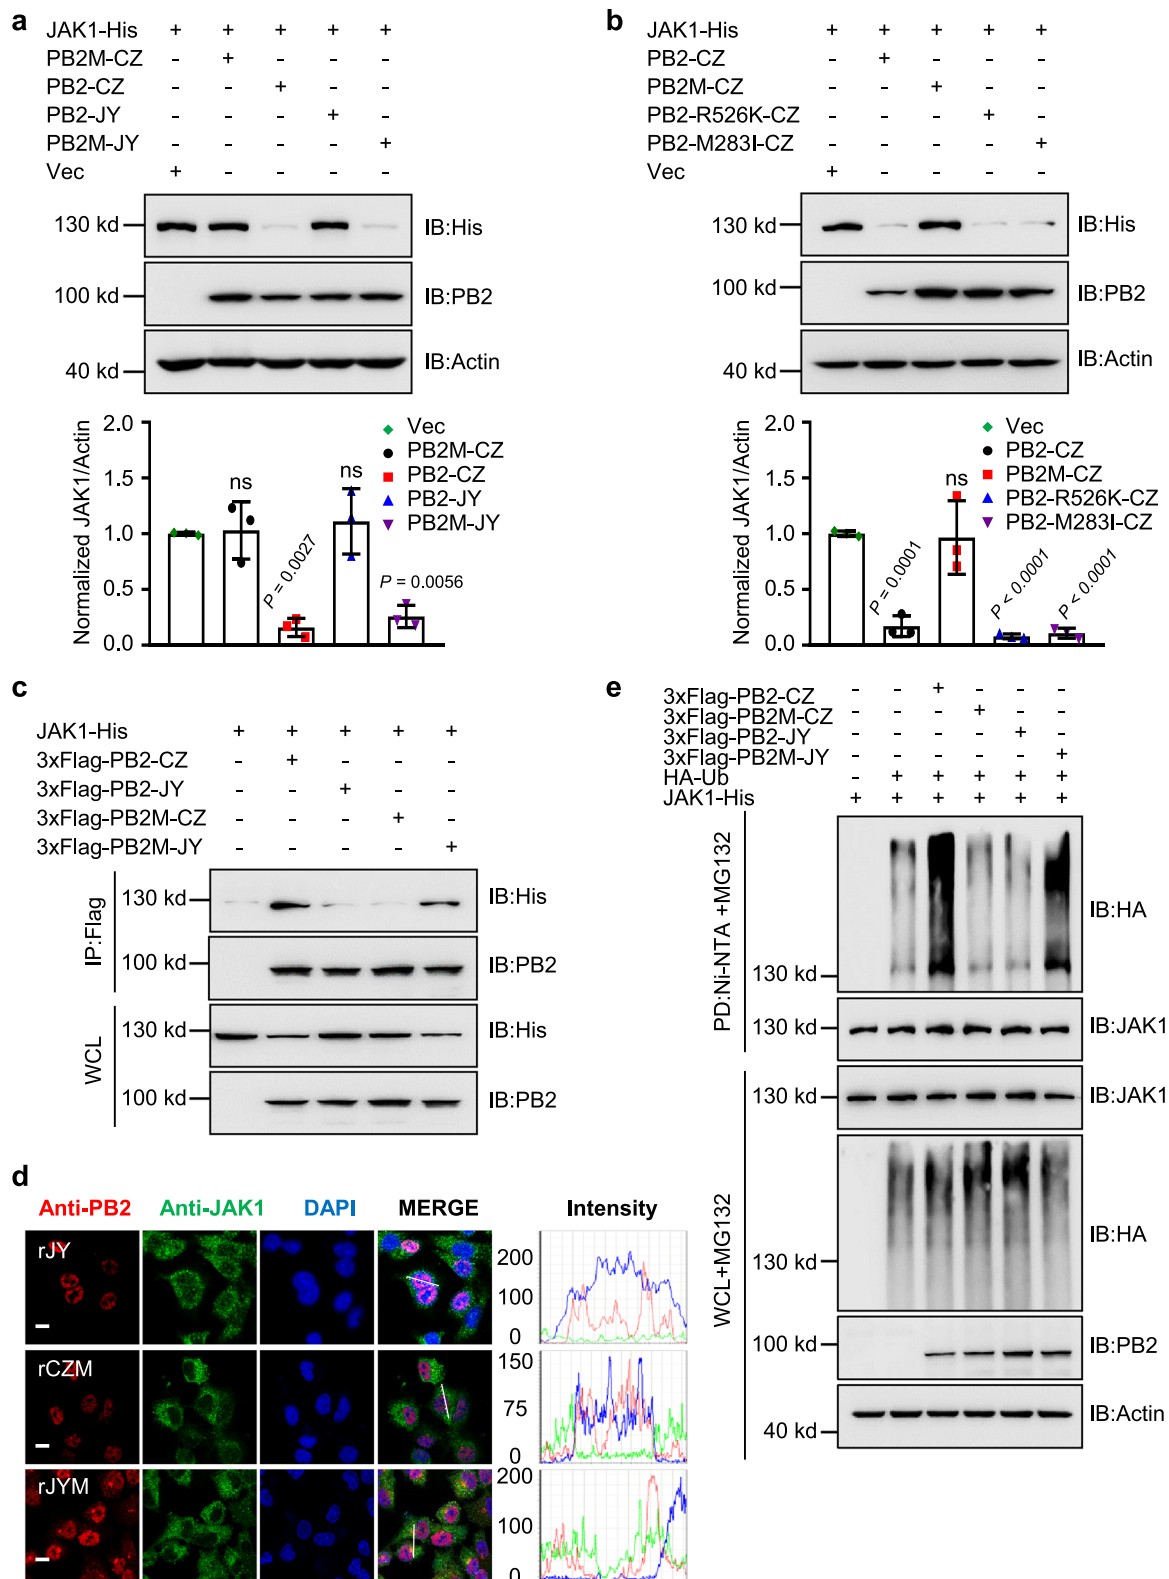 a
JAK1-His + + + + +
PB2M-CZ - + - - -
PB2-CZ - - + - -
PB2-JY - - - + -
PB2M-JY - - - - +
Vec + - - - -
130 kd IB:His
100 kd IB:PB2
40 kd IB:Actin
Normalized JAK1/Actin
2.0
1.5
1.0
0.5
0.0
ns
P = 0.0027
ns
P = 0.0056
Vec
PB2M-CZ
PB2-CZ
PB2-JY
PB2M-JY
b
JAK1-His + + + + +
PB2-CZ - + - - -
PB2M-CZ - - + - -
PB2-R526K-CZ - - - + -
PB2-M283I-CZ - - - - +
Vec + - - - -
130 kd IB:His
100 kd IB:PB2
40 kd IB:Actin
Normalized JAK1/Actin
2.0
1.5
1.0
0.5
0.0
P = 0.0001
ns
P < 0.0001
P < 0.0001
Vec
PB2-CZ
PB2M-CZ
PB2-R526K-CZ
PB2-M283I-CZ
c
JAK1-His + + + + +
3xFlag-PB2-CZ - + - - -
3xFlag-PB2-JY - - + - -
3xFlag-PB2M-CZ - - - + -
3xFlag-PB2M-JY - - - - +
IP:Flag
130 kd IB:His
100 kd IB:PB2
WCL
130 kd IB:His
100 kd IB:PB2
d
Anti-PB2 Anti-JAK1 DAPI MERGE Intensity
rJY
200
100
0
rCZM
150
75
0
rJYM
200
100
0
e
3xFlag-PB2-CZ - - + - - -
3xFlag-PB2M-CZ - - - + - -
3xFlag-PB2-JY - - - - + -
3xFlag-PB2M-JY - - - - - +
HA-Ub - + + + + +
JAK1-His + + + + + +
PD:Ni-NTA +MG132
130 kd IB:HA
130 kd IB:JAK1
WCL+MG132
130 kd IB:JAK1
130 kd IB:HA
100 kd IB:PB2
40 kd IB:Actin